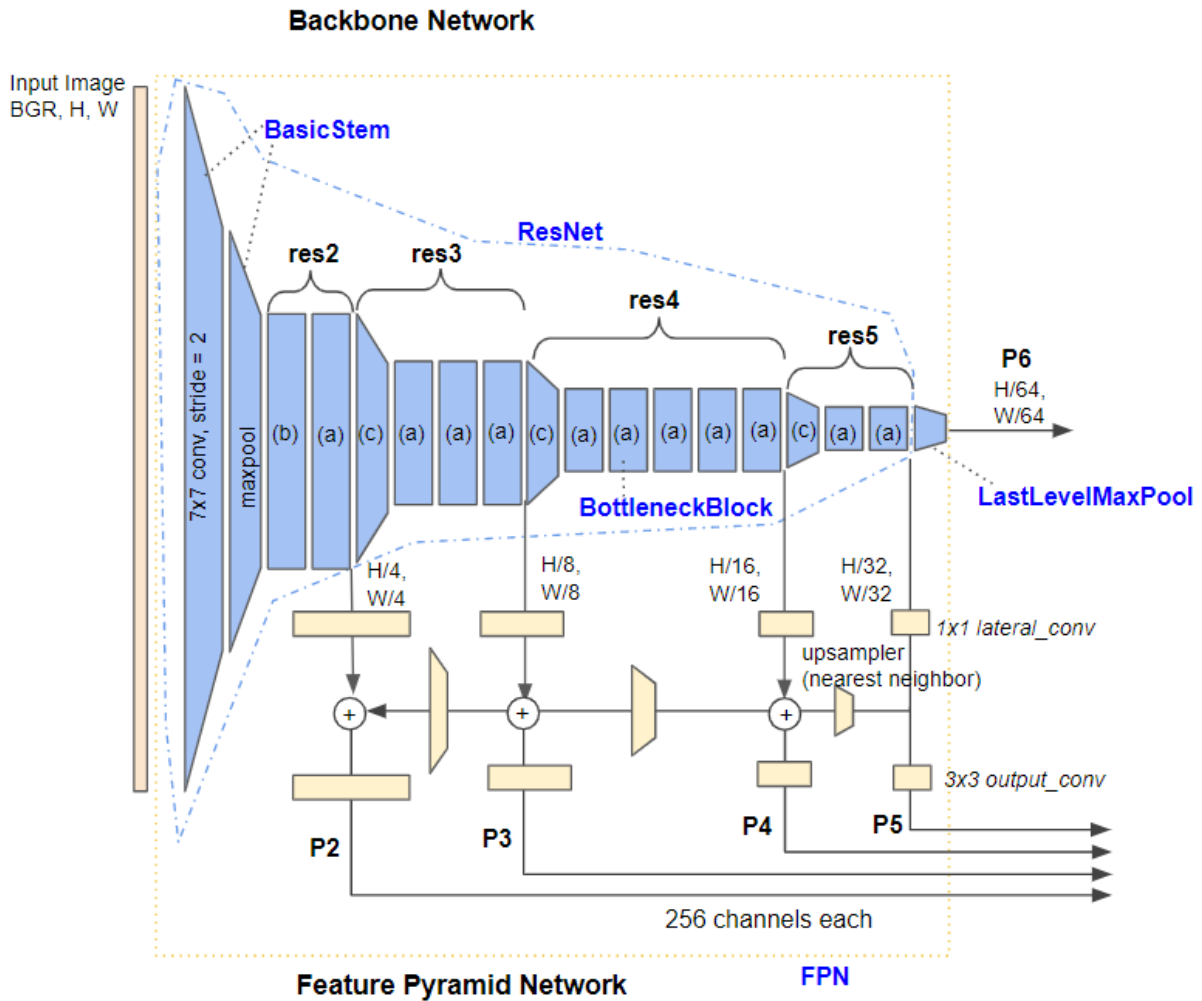 Backbone Network
Input Image
BGR, H, W
BasicStem
ResNet
res2
res3
res4
res5
P6
H/64,
W/64
7x7 conv, stride = 2
maxpool
(b)
(a)
(c)
(a)
(a)
(a)
(c)
(a)
(a)
(a)
(a)
(a)
(c)
(a)
(a)
BottleneckBlock
LastLevelMaxPool
H/4,
W/4
H/8,
W/8
H/16,
W/16
H/32,
W/32
1x1 lateral_conv
upsampler
(nearest neighbor)
+
+
+
3x3 output_conv
P2
P3
P4
P5
256 channels each
Feature Pyramid Network
FPN